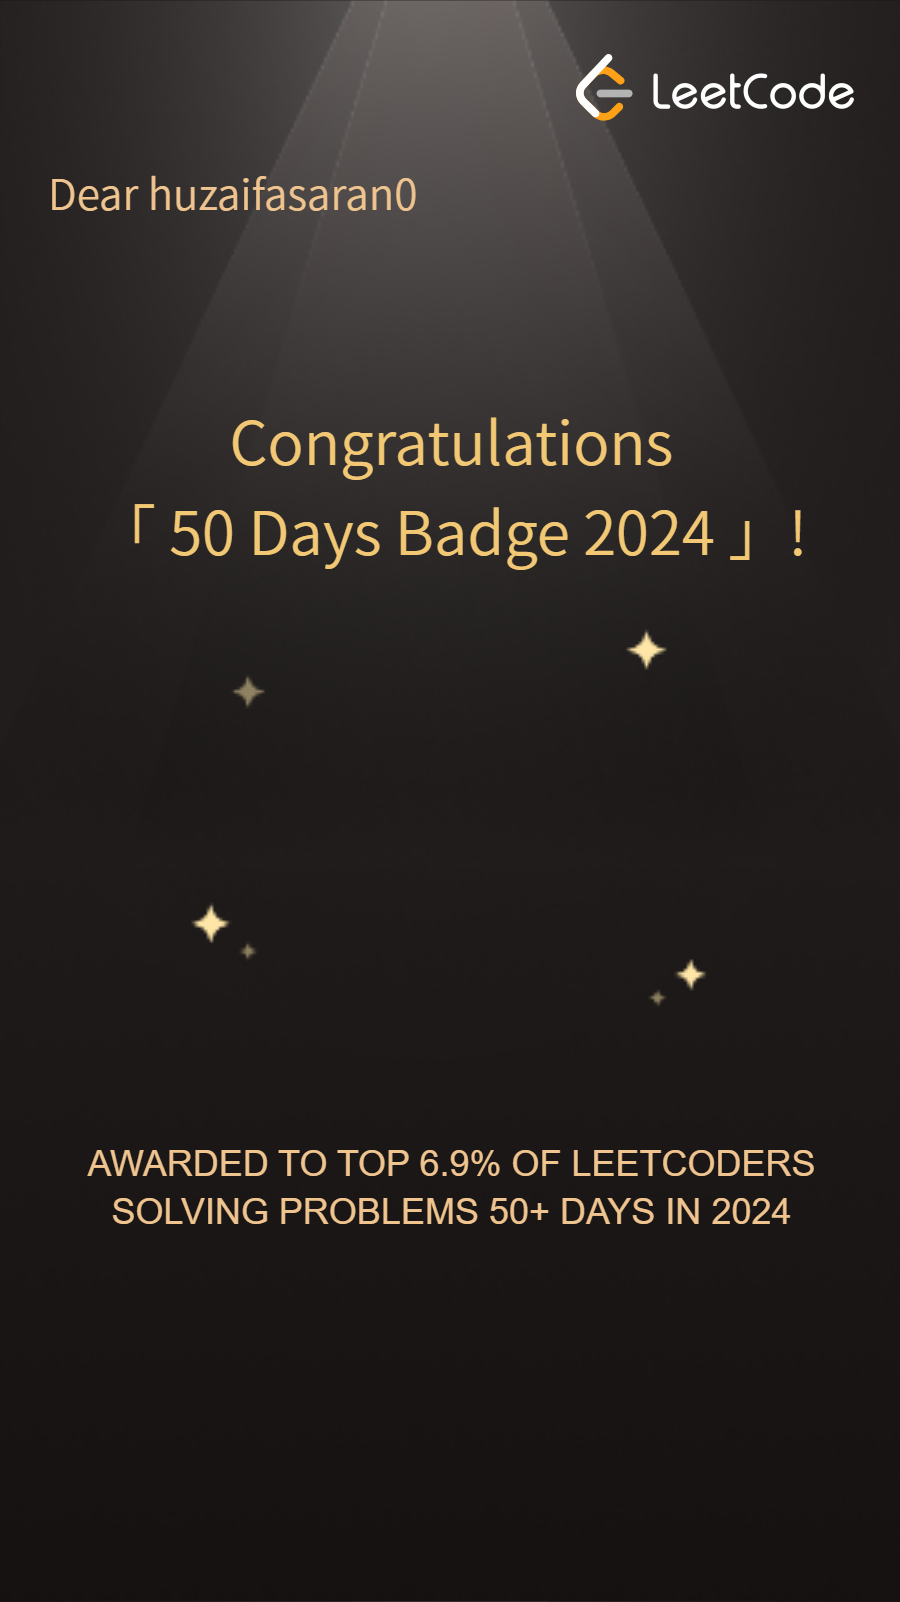 LeetCode
Dear huzaifasaran0
Congratulations
「 50 Days Badge 2024 」 !
AWARDED TO TOP 6.9% OF LEETCODERS
SOLVING PROBLEMS 50+ DAYS IN 2024